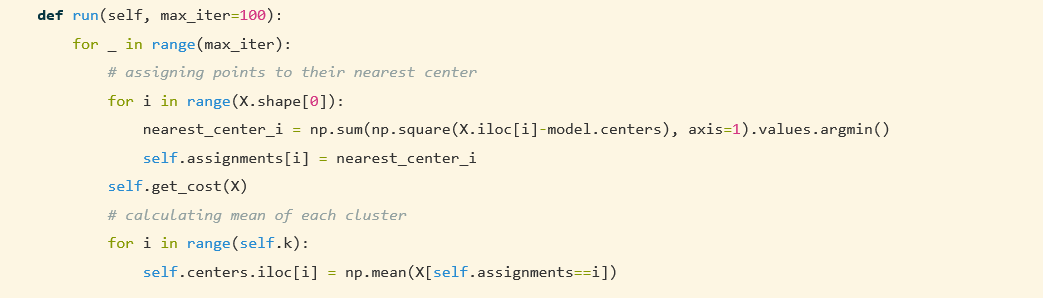 def run(self, max_iter=100):
    for _ in range(max_iter):
        # assigning points to their nearest center
        for i in range(X.shape[0]):
            nearest_center_i = np.sum(np.square(X.iloc[i]-model.centers), axis=1).values.argmin()
            self.assignments[i] = nearest_center_i
        self.get_cost(X)
        # calculating mean of each cluster
        for i in range(self.k):
            self.centers.iloc[i] = np.mean(X[self.assignments==i])